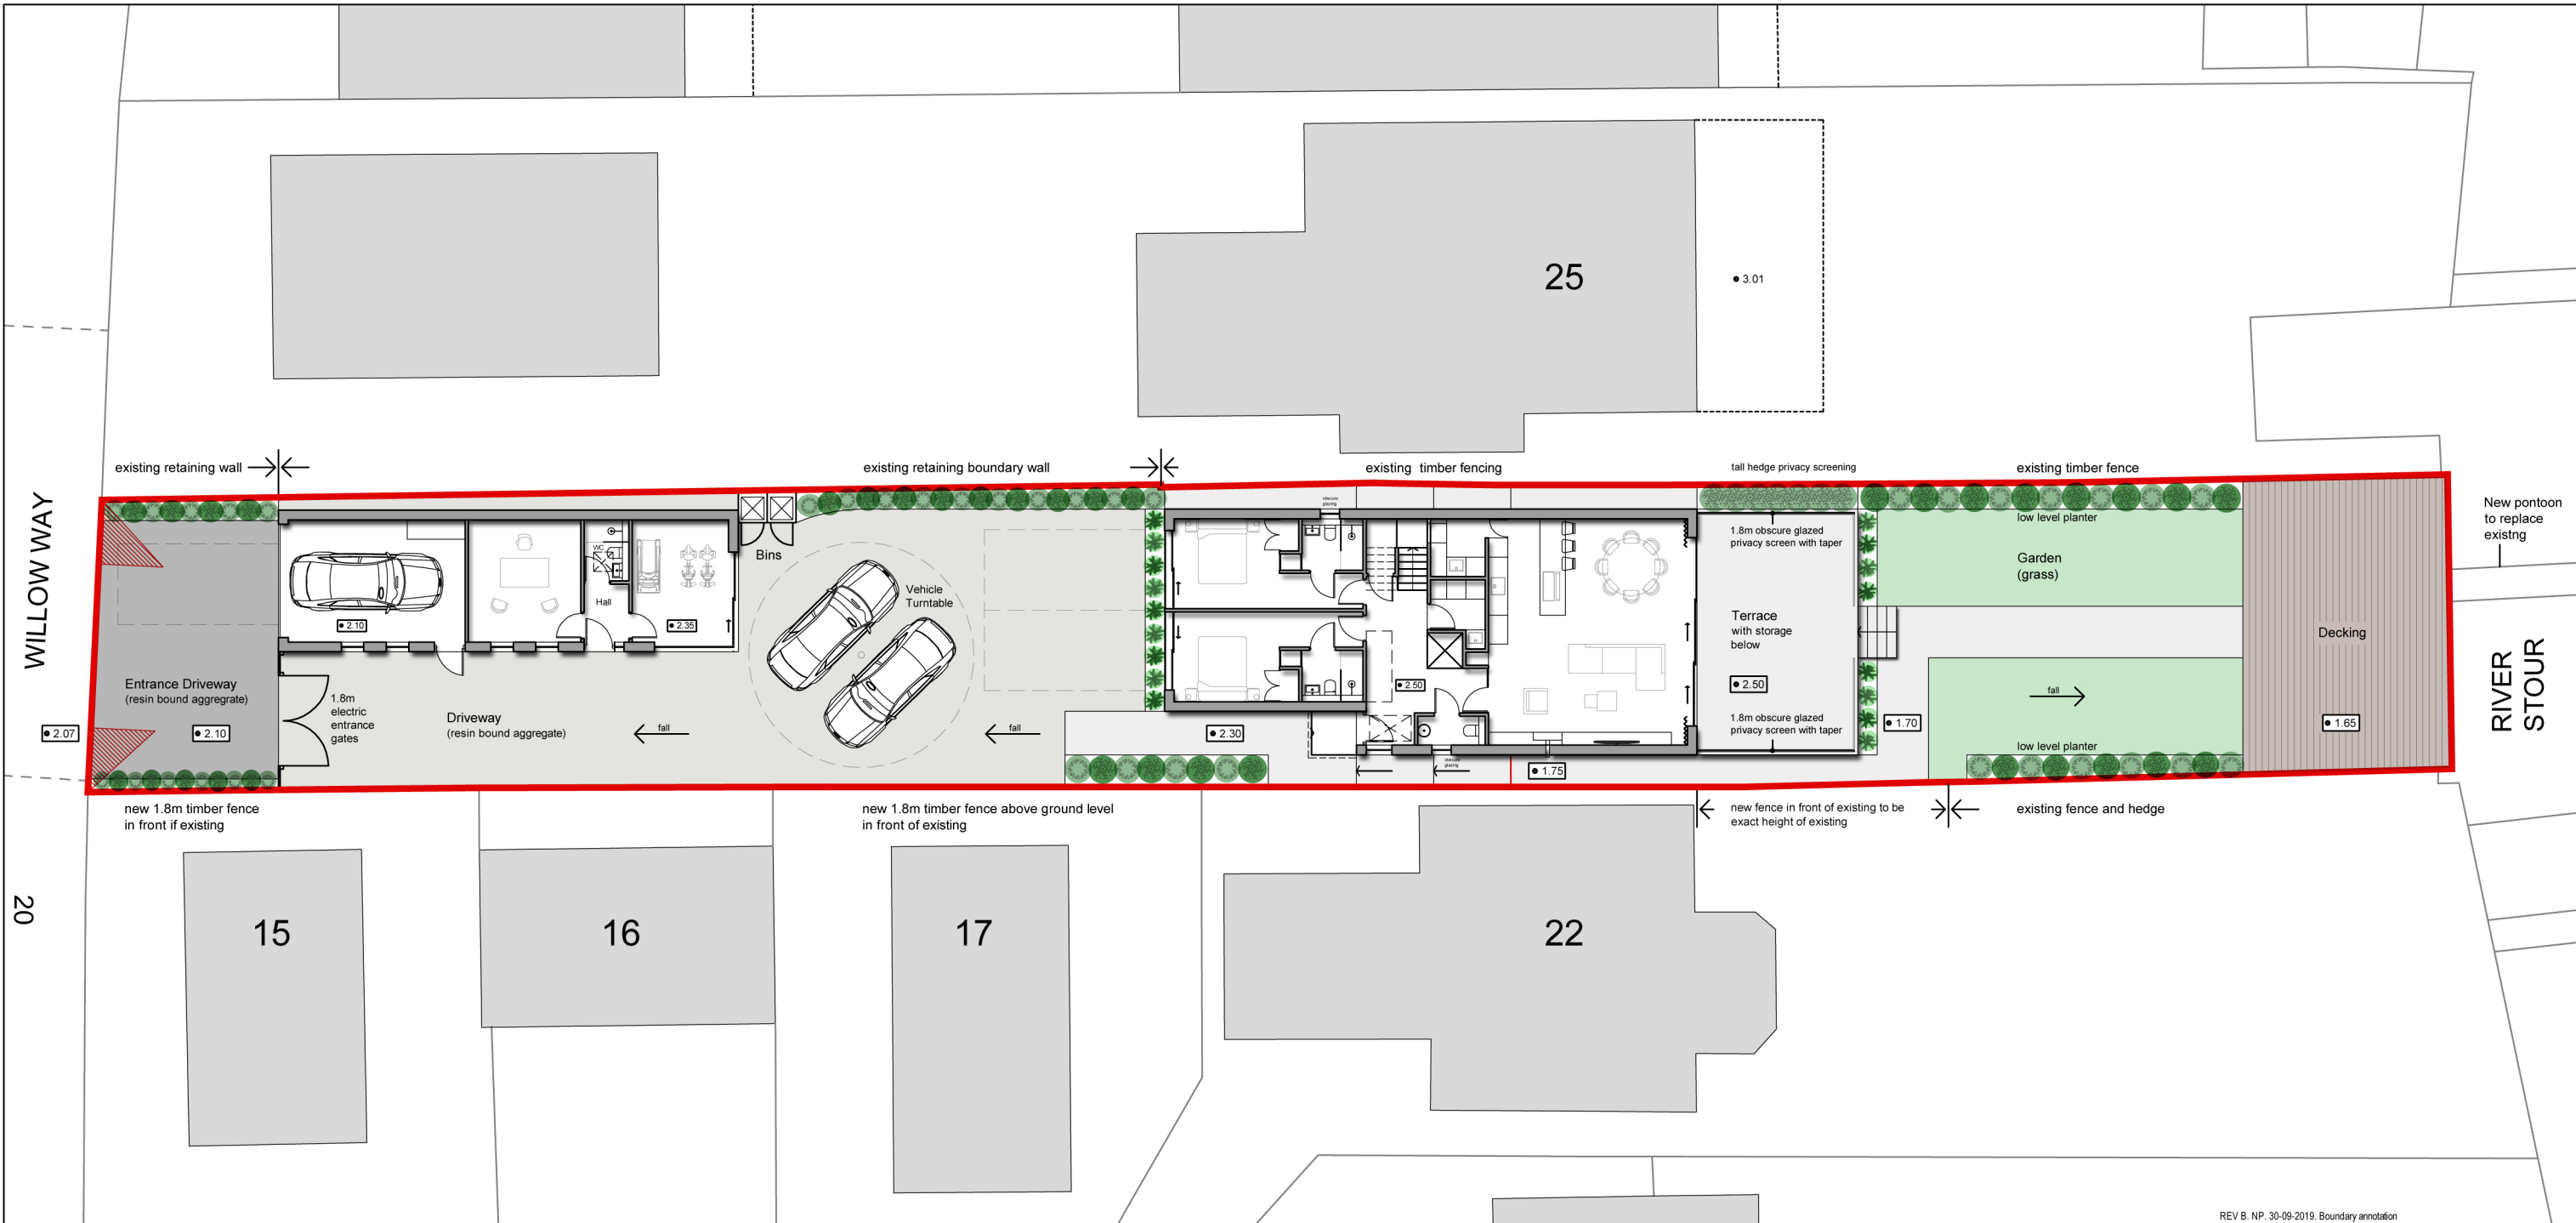 25
3.01
existing retaining wall
existing retaining boundary wall
existing timber fencing
tall hedge privacy screening
existing timber fence
WILLOW WAY
obscure
glazing
New pontoon
to replace
existng
low level planter
1.8m obscure glazed
privacy screen with taper
Garden
(grass)
Bins
WC
Vehicle
Turntable
Hall
2.10
2.35
Terrace
with storage
below
Decking
Entrance Driveway
(resin bound aggregrate)
1.8m
electric
entrance
gates
2.50
2.50
fall
RIVER
STOUR
Driveway
(resin bound aggregate)
fall
fall
2.07
2.10
2.30
1.8m obscure glazed
privacy screen with taper
1.70
1.65
low level planter
obscure
glazing
1.75
new 1.8m timber fence
in front if existing
new 1.8m timber fence above ground level
in front of existing
new fence in front of existing to be
exact height of existing
existing fence and hedge
20
15
16
17
22
REV B. NP. 30-09-2019. Boundary annotation